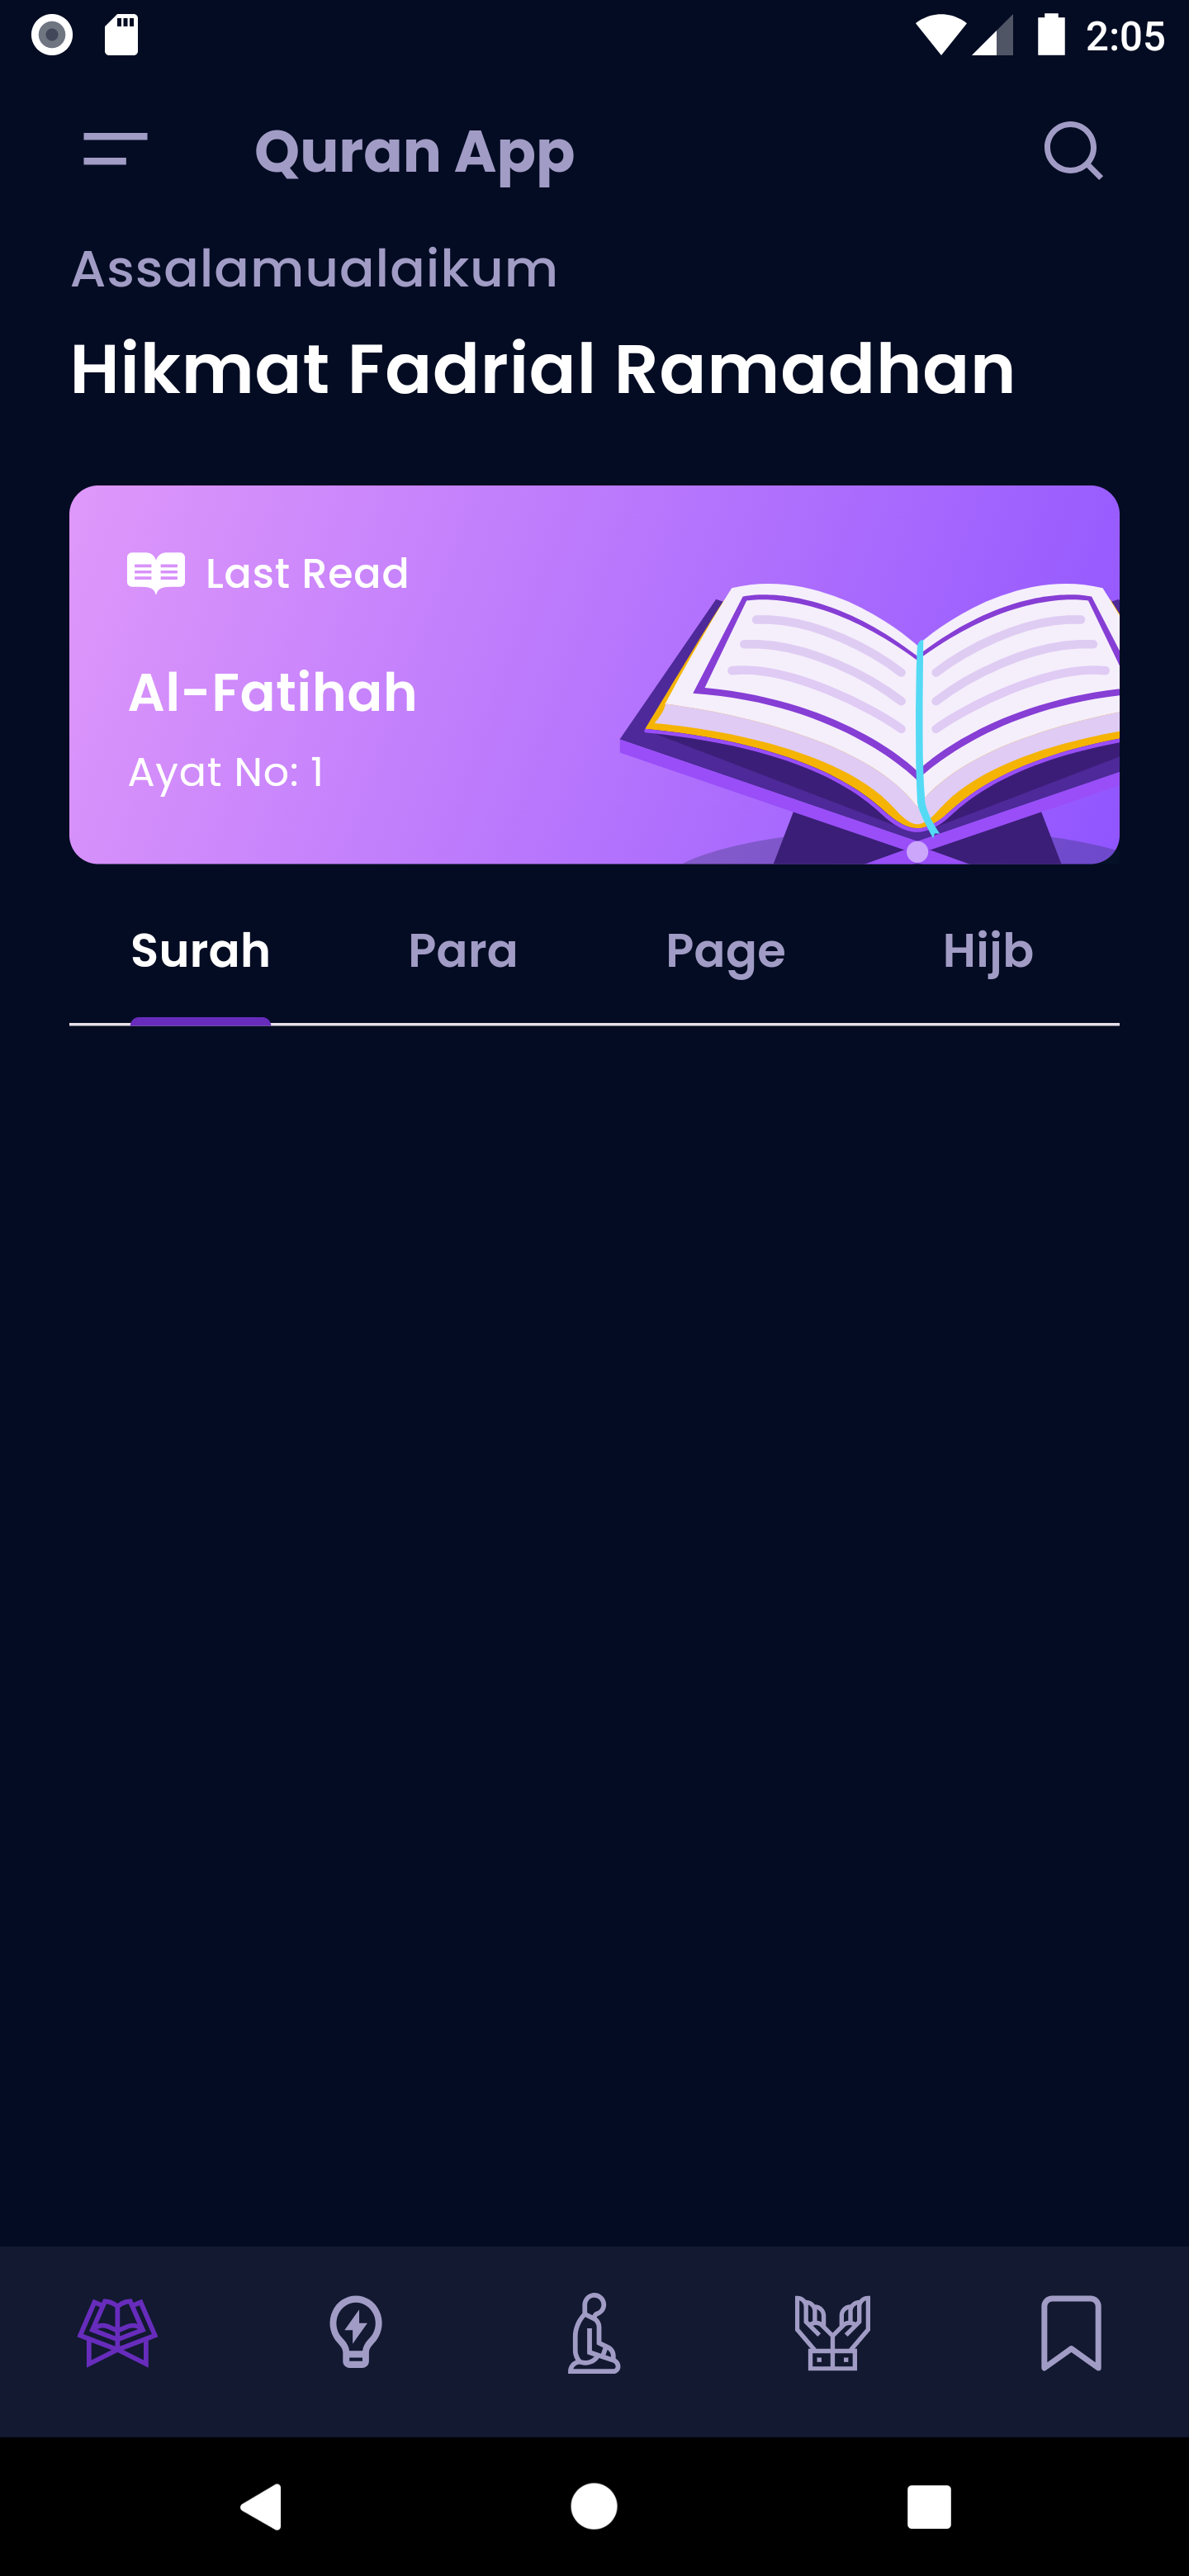 2:05
Quran App
Assalamualaikum
Hikmat Fadrial Ramadhan
Last Read
Al-Fatihah
Ayat No: 1
Surah Para Page Hijb